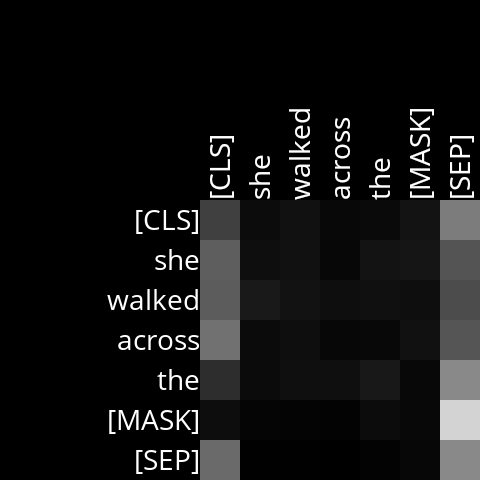 [CLS] she walked across the [MASK] [SEP]
[CLS]
she
walked
across
the
[MASK]
[SEP]